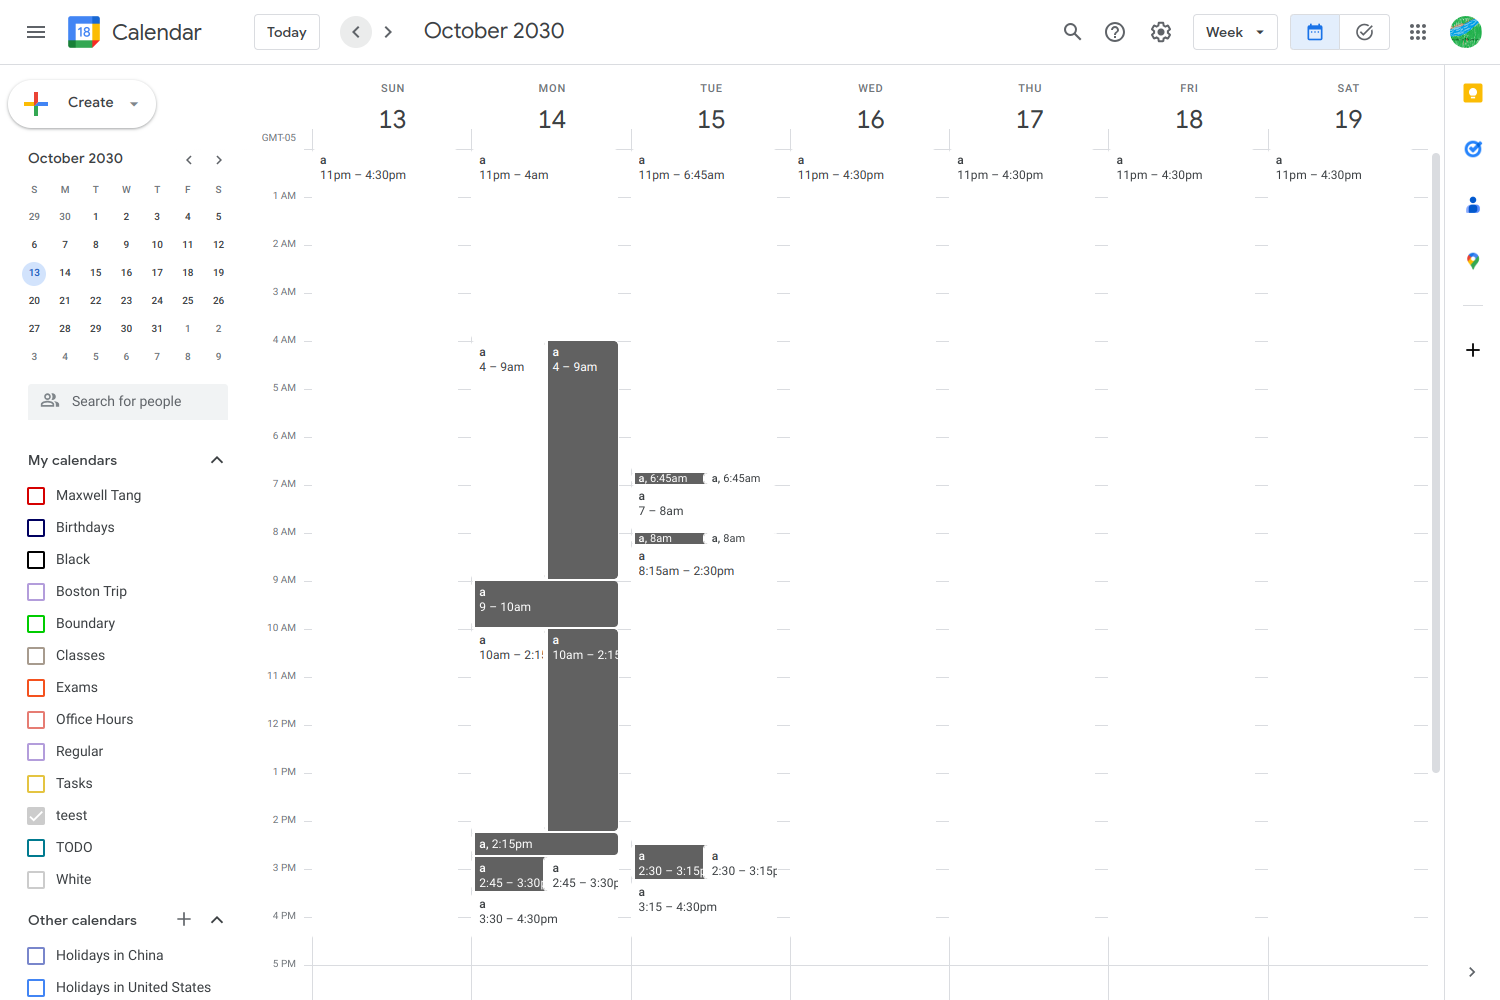 18 Calendar Today October 2030 Week
Create
October 2030
S M T W T F S
29 30 1 2 3 4 5
6 7 8 9 10 11 12
13 14 15 16 17 18 19
20 21 22 23 24 25 26
27 28 29 30 31 1 2
3 4 5 6 7 8 9
Search for people
My calendars
Maxwell Tang
Birthdays
Black
Boston Trip
Boundary
Classes
Exams
Office Hours
Regular
Tasks
teest
TODO
White
Other calendars
Holidays in China
Holidays in United States
SUN MON TUE WED THU FRI SAT
13 14 15 16 17 18 19
GMT-05
a a a a a a a
11pm – 4:30pm 11pm – 4am 11pm – 6:45am 11pm – 4:30pm 11pm – 4:30pm 11pm – 4:30pm 11pm – 4:30pm
1 AM
2 AM
3 AM
4 AM
a a
4 – 9am 4 – 9am
5 AM
6 AM
a, 6:45am a, 6:45am
7 AM
a
7 – 8am
8 AM
a, 8am a, 8am
a
8:15am – 2:30pm
9 AM
a
9 – 10am
10 AM
a a
10am – 2:15 10am – 2:15
11 AM
12 PM
1 PM
2 PM
a, 2:15pm
a a
2:30 – 3:15p 2:30 – 3:15p
3 PM
a a
2:45 – 3:30p 2:45 – 3:30p
a
3:15 – 4:30pm
a
3:30 – 4:30pm
4 PM
5 PM